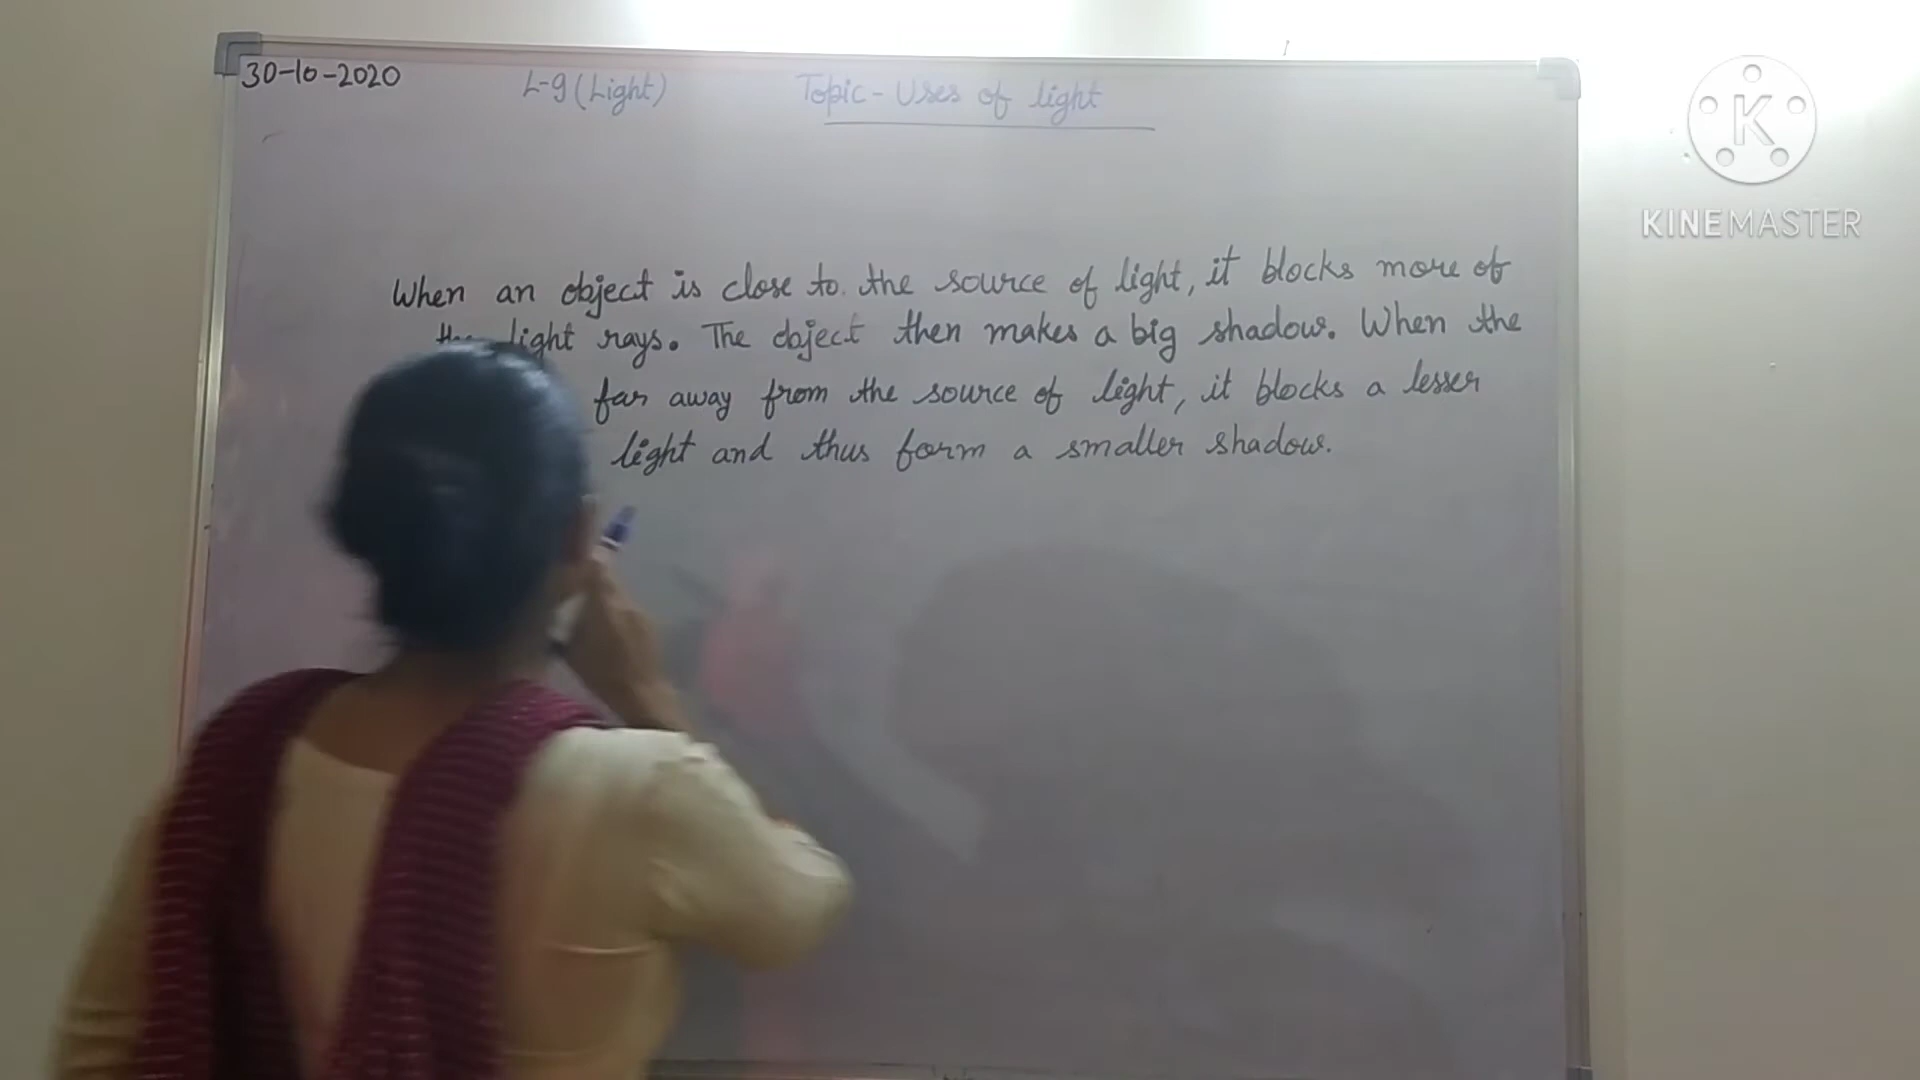 30-10-2020
L-9 (Light)
Topic - Uses of light
When an object is close to the source of light, it blocks more of
the light rays. The object then makes a big shadow. When the
far away from the source of light, it blocks a lesser
light and thus form a smaller shadow.
K
KINEMASTER